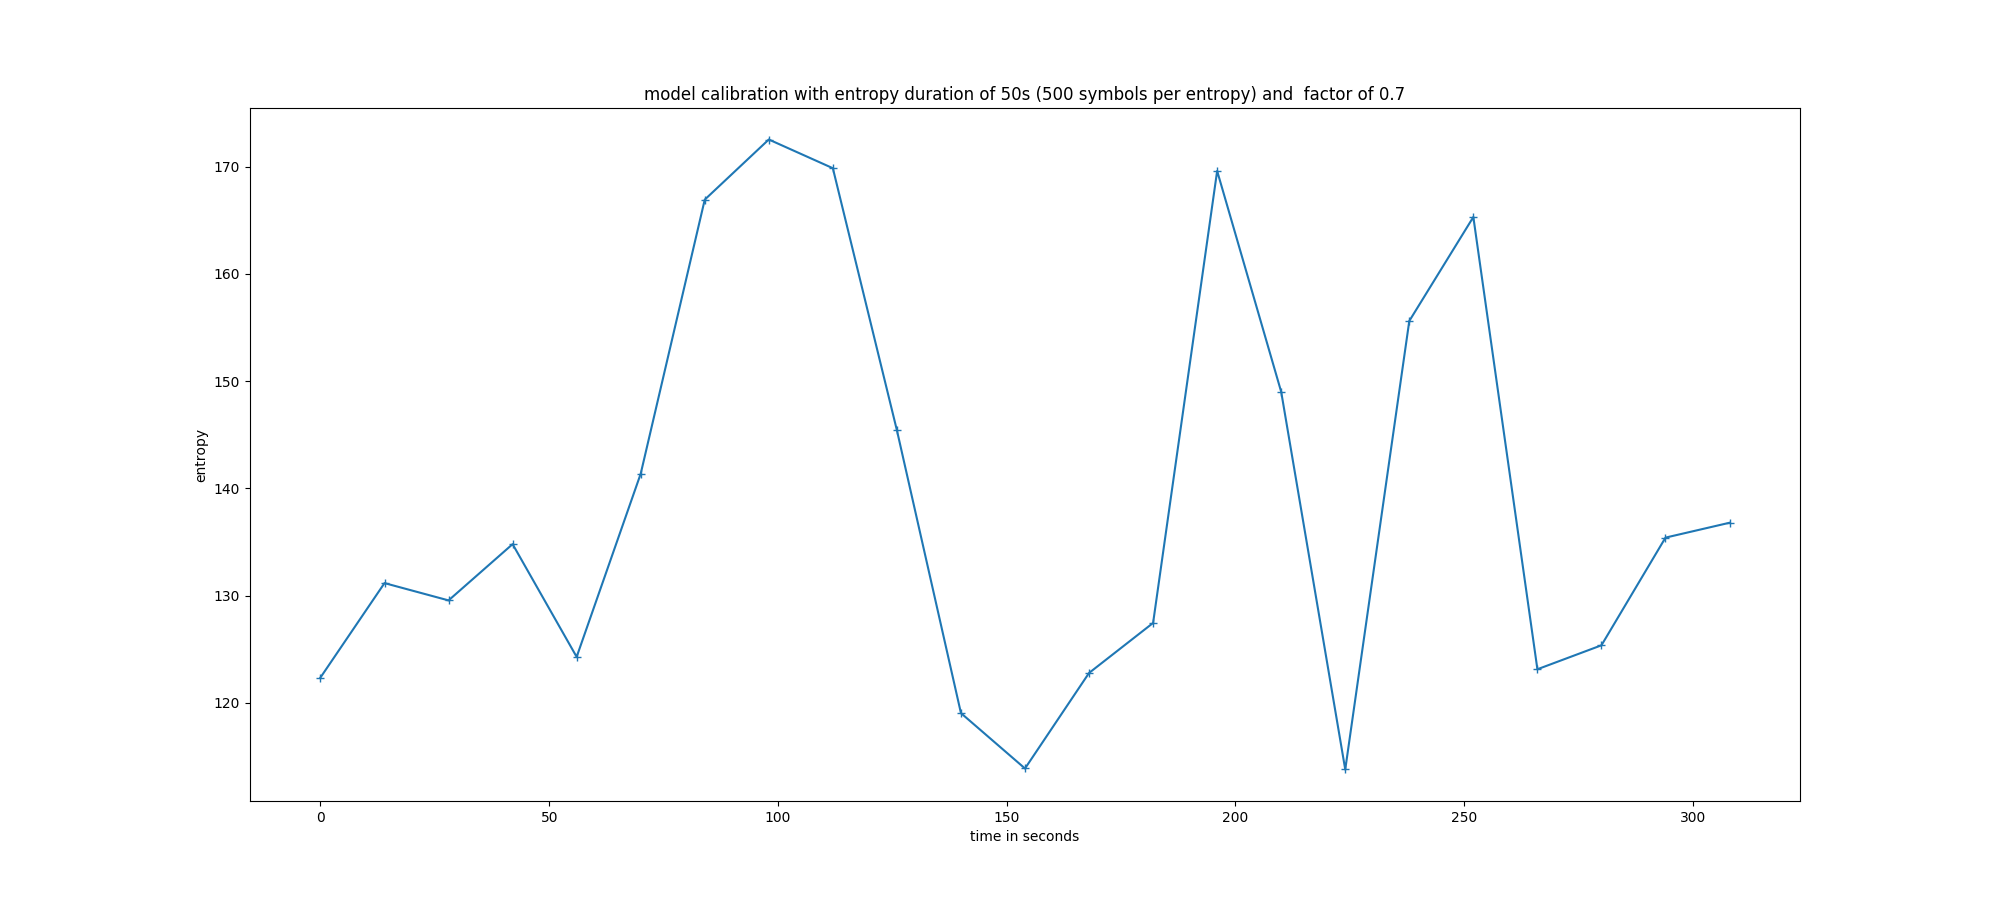 model calibration with entropy duration of 50s (500 symbols per entropy) and  factor of 0.7
170
160
150
140
130
120
entropy
0 50 100 150 200 250 300
time in seconds